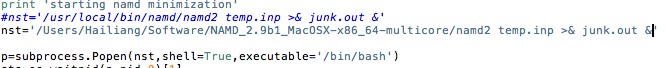 print 'starting namd minimization'
#nst='/usr/local/bin/namd/namd2 temp.inp >& junk.out &'
nst='/Users/Hailiang/Software/NAMD_2.9b1_MacOSX-x86_64-multicore/namd2 temp.inp >& junk.out &'
p=subprocess.Popen(nst,shell=True,executable='/bin/bash')